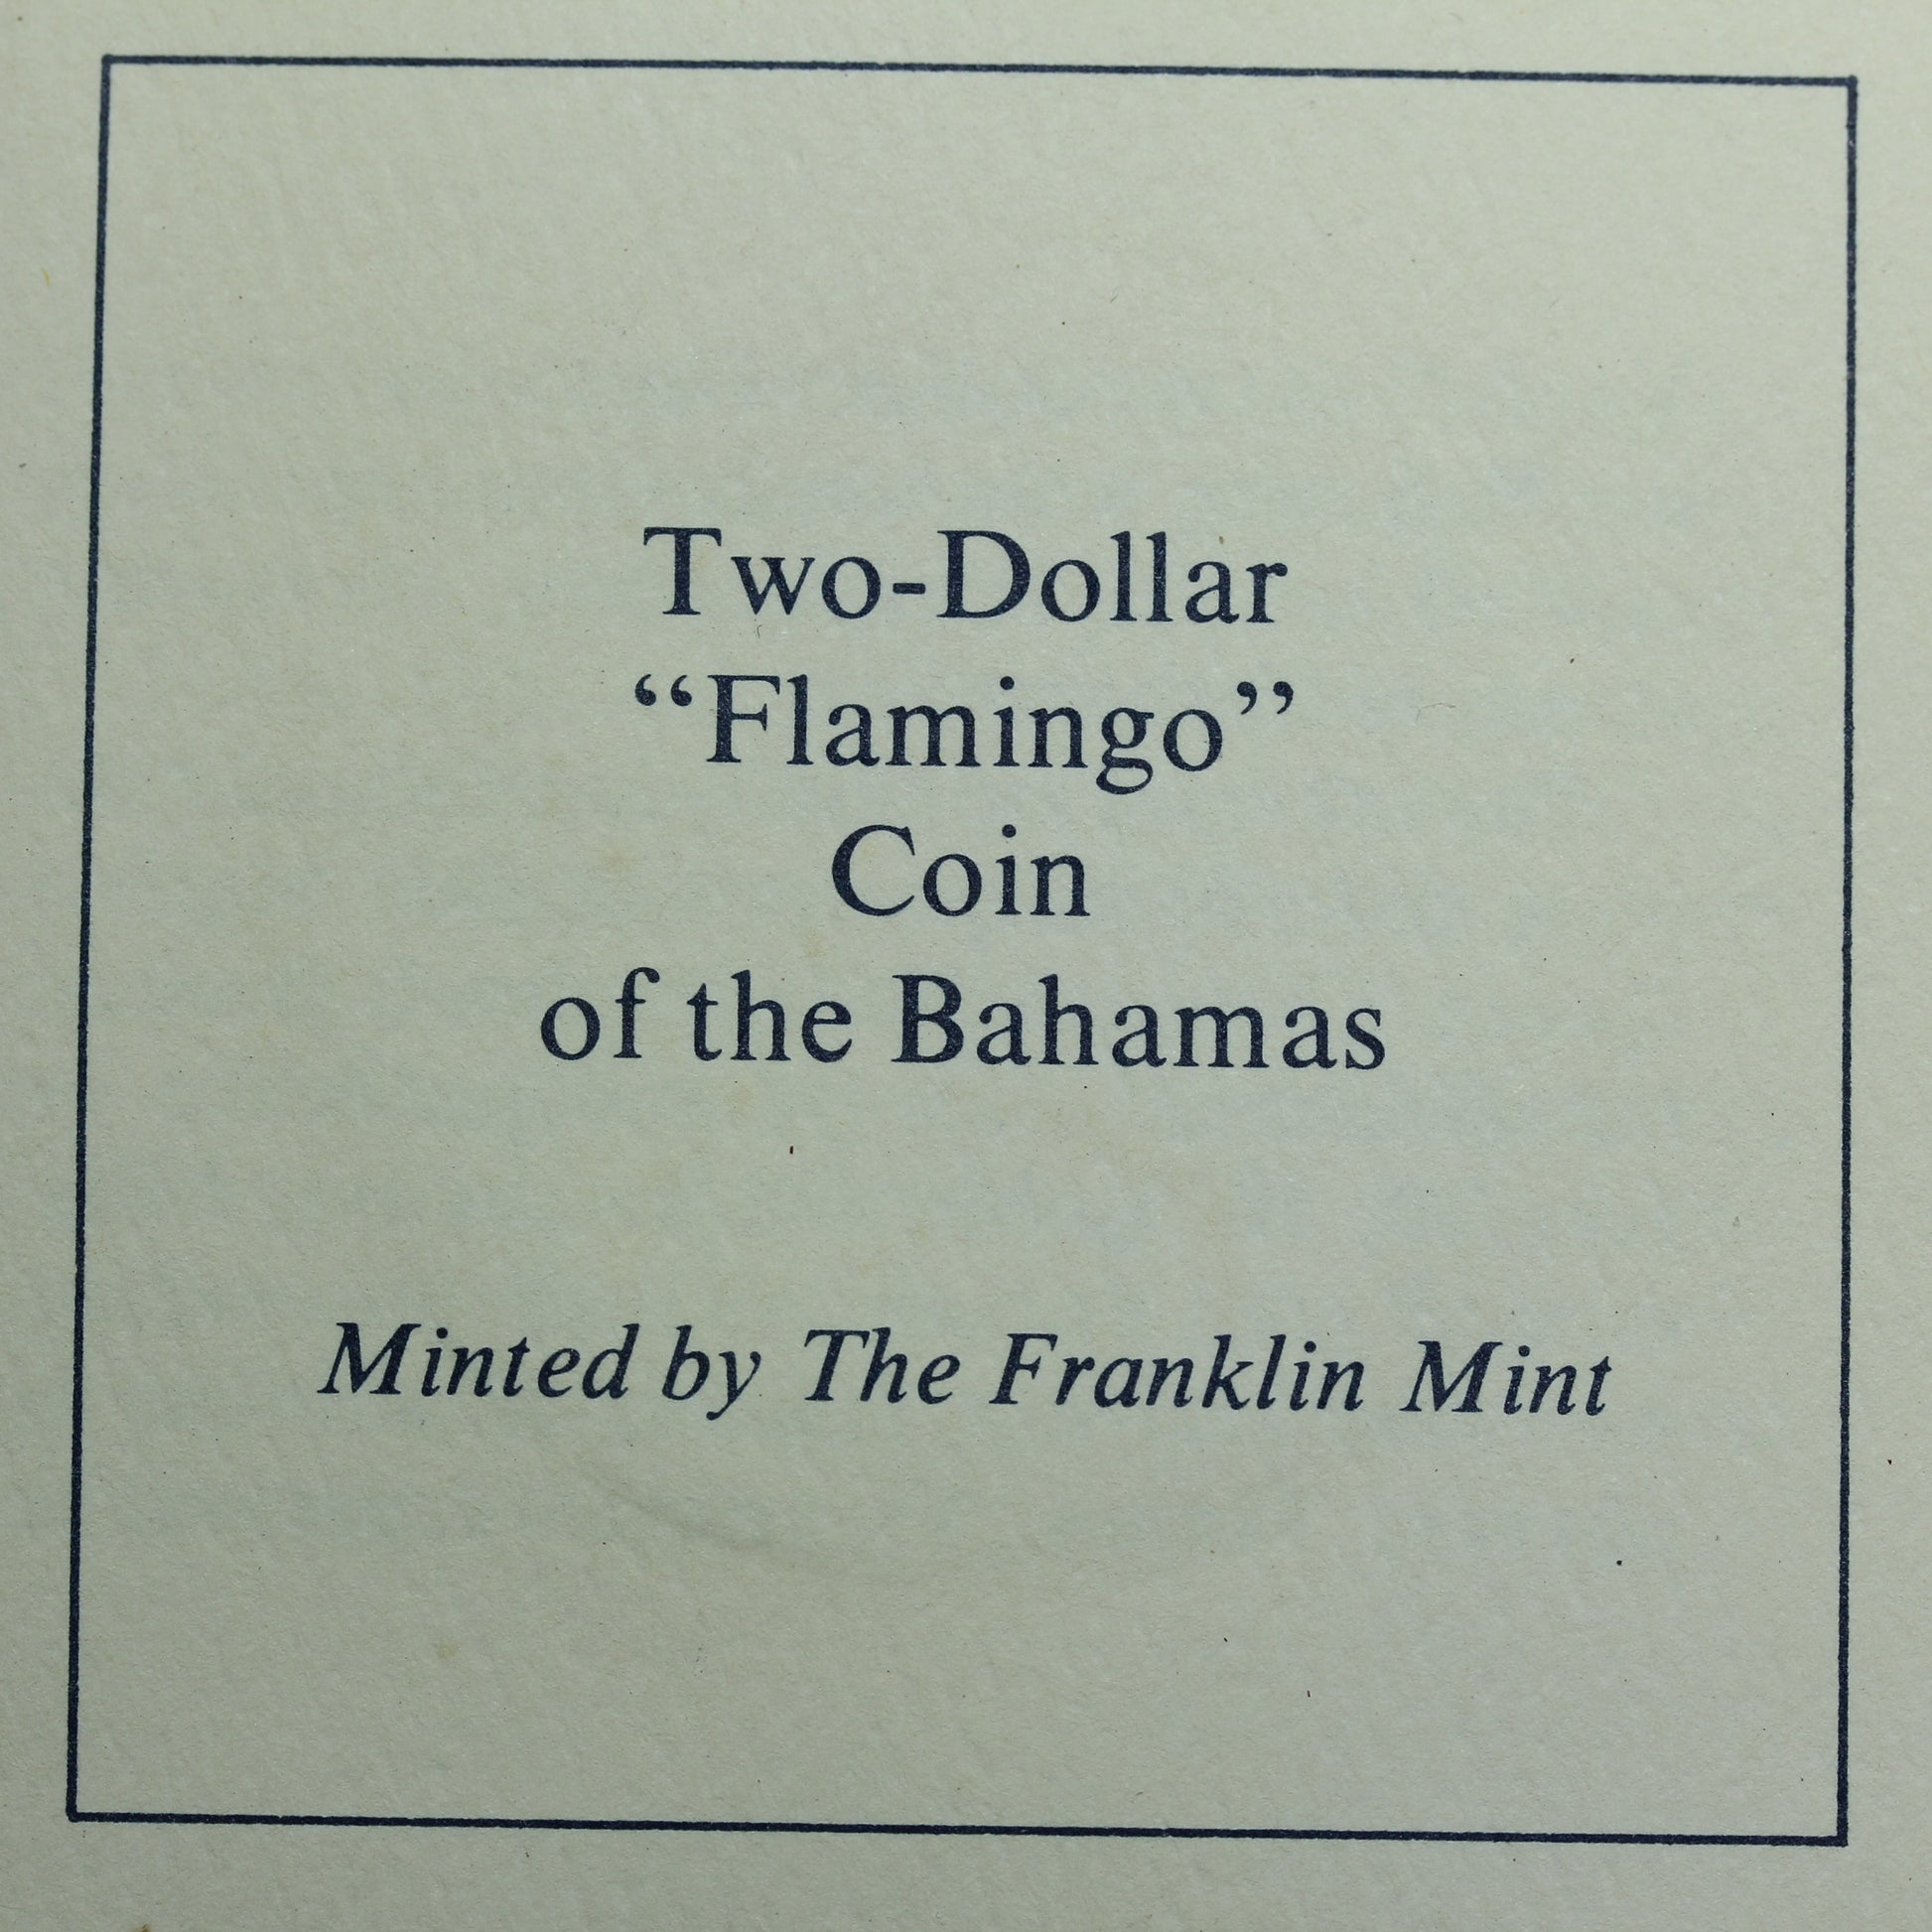 Two-Dollar
“Flamingo”
Coin
of the Bahamas
Minted by The Franklin Mint